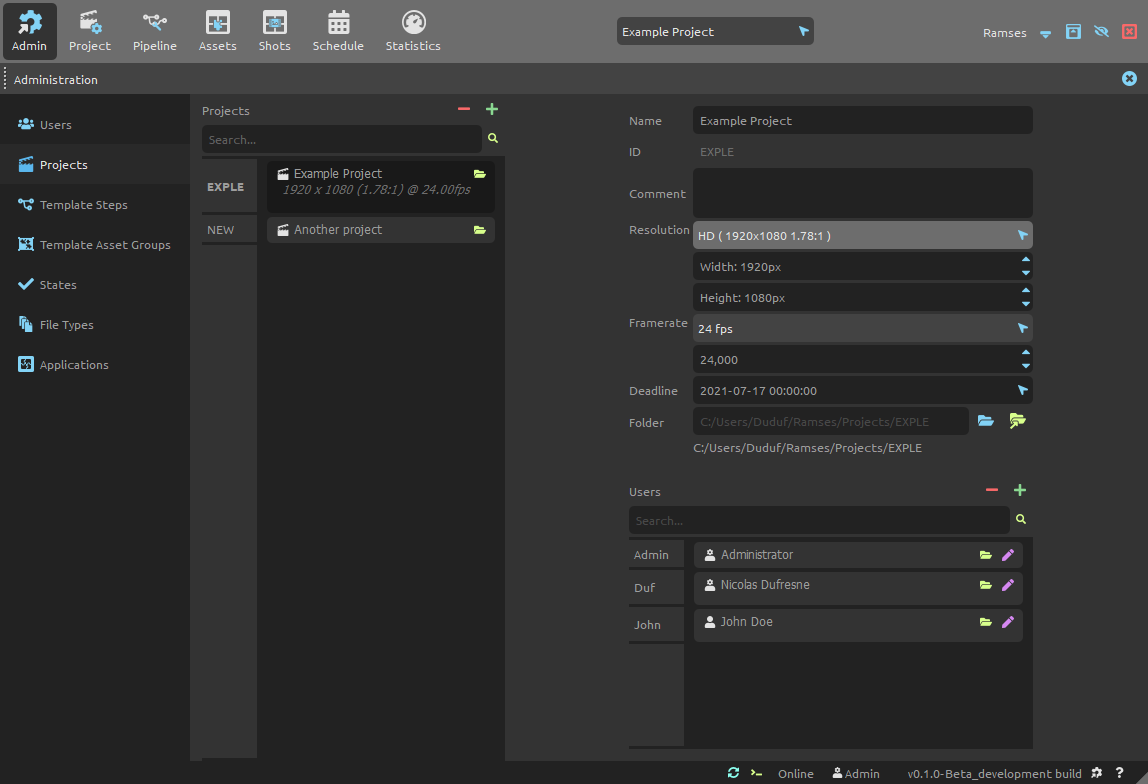 Admin
Project
Pipeline
Assets
Shots
Schedule
Statistics
Example Project
Ramses
Administration
Users
Projects
Template Steps
Template Asset Groups
States
File Types
Applications
Projects
Search...
EXPLE
Example Project
1920 x 1080 (1.78:1) @ 24.00fps
NEW
Another project
Name
Example Project
ID
EXPLE
Comment
Resolution
HD ( 1920x1080 1.78:1 )
Width: 1920px
Height: 1080px
Framerate
24 fps
24,000
Deadline
2021-07-17 00:00:00
Folder
C:/Users/Duduf/Ramses/Projects/EXPLE
C:/Users/Duduf/Ramses/Projects/EXPLE
Users
Search...
Admin
Administrator
Duf
Nicolas Dufresne
John
John Doe
Online
Admin
v0.1.0-Beta_development build
?